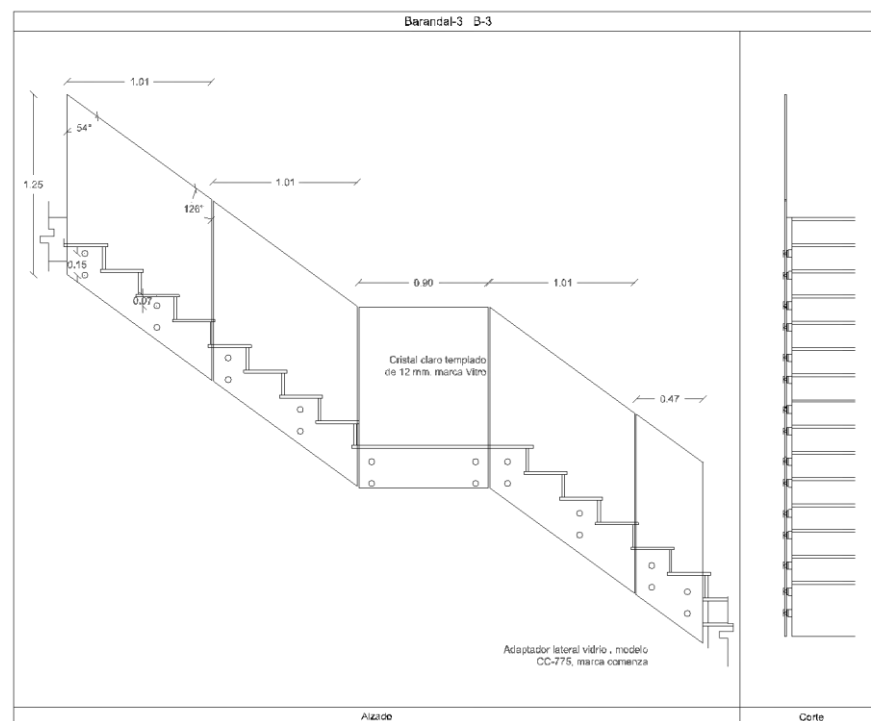 Barandal-3 B-3
1.01
54°
1.25
1.01
126°
0.15
0.07
0.90
1.01
Cristal claro templado
de 12 mm. marca Vitro
0.47
Adaptador lateral vidrio . modelo
CC-775, marca comenza
Alzado
Corte